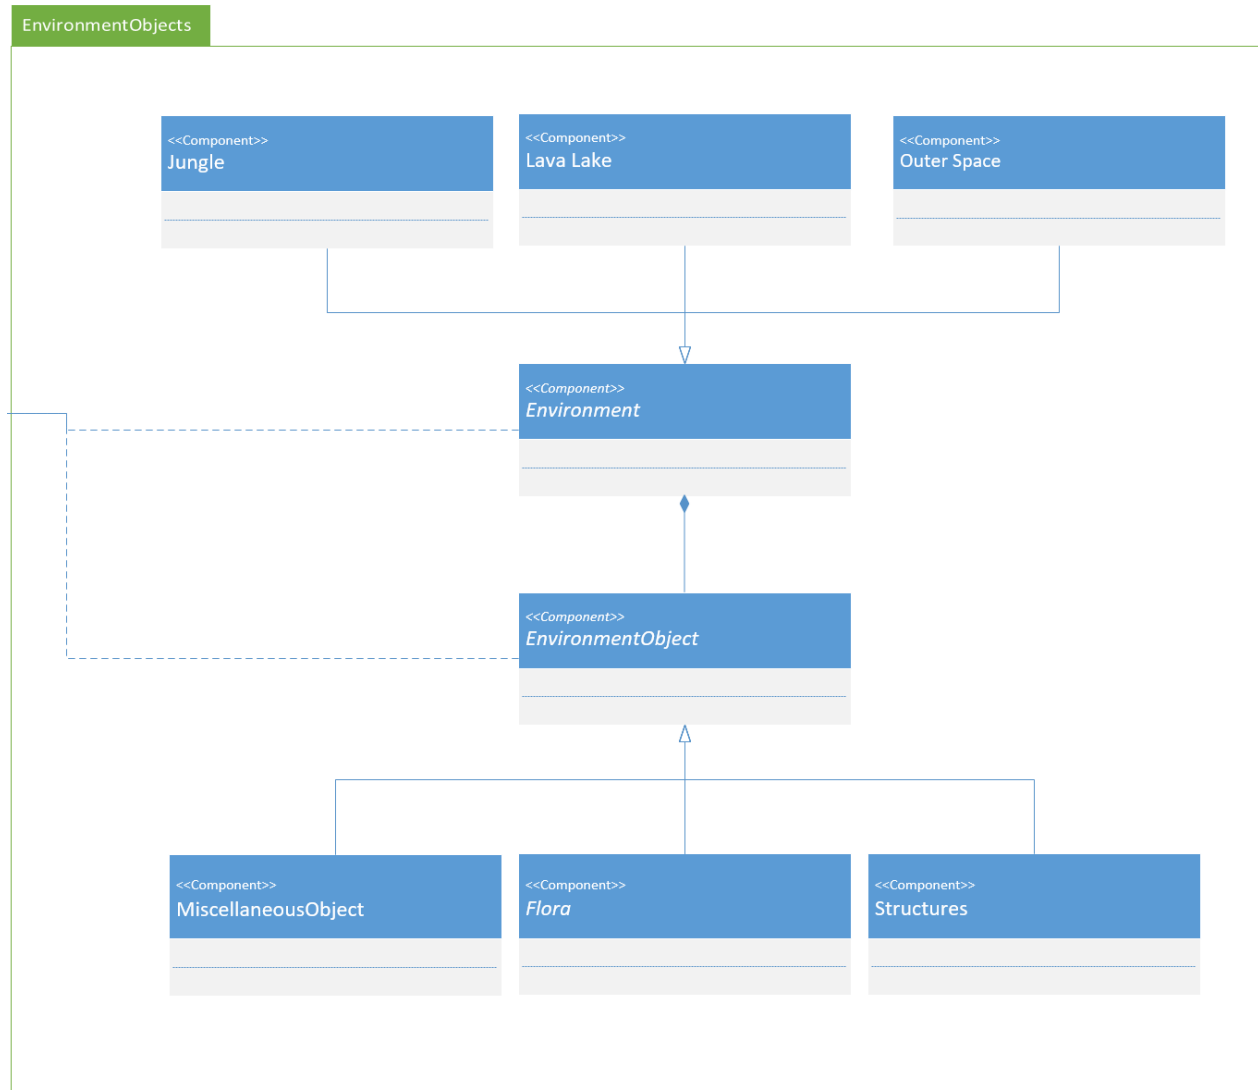 EnvironmentObjects
<<Component>>
Jungle
<<Component>>
Lava Lake
<<Component>>
Outer Space
<<Component>>
Environment
<<Component>>
EnvironmentObject
<<Component>>
MiscellaneousObject
<<Component>>
Flora
<<Component>>
Structures